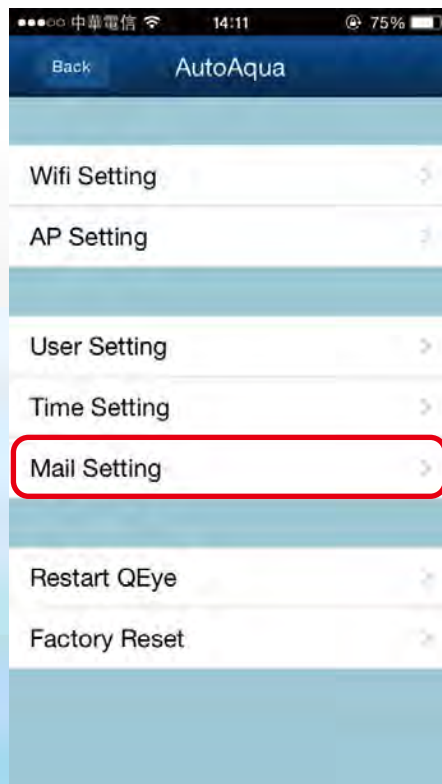 中華電信 14:11 75%
Back AutoAqua
Wifi Setting
AP Setting
User Setting
Time Setting
Mail Setting
Restart QEye
Factory Reset